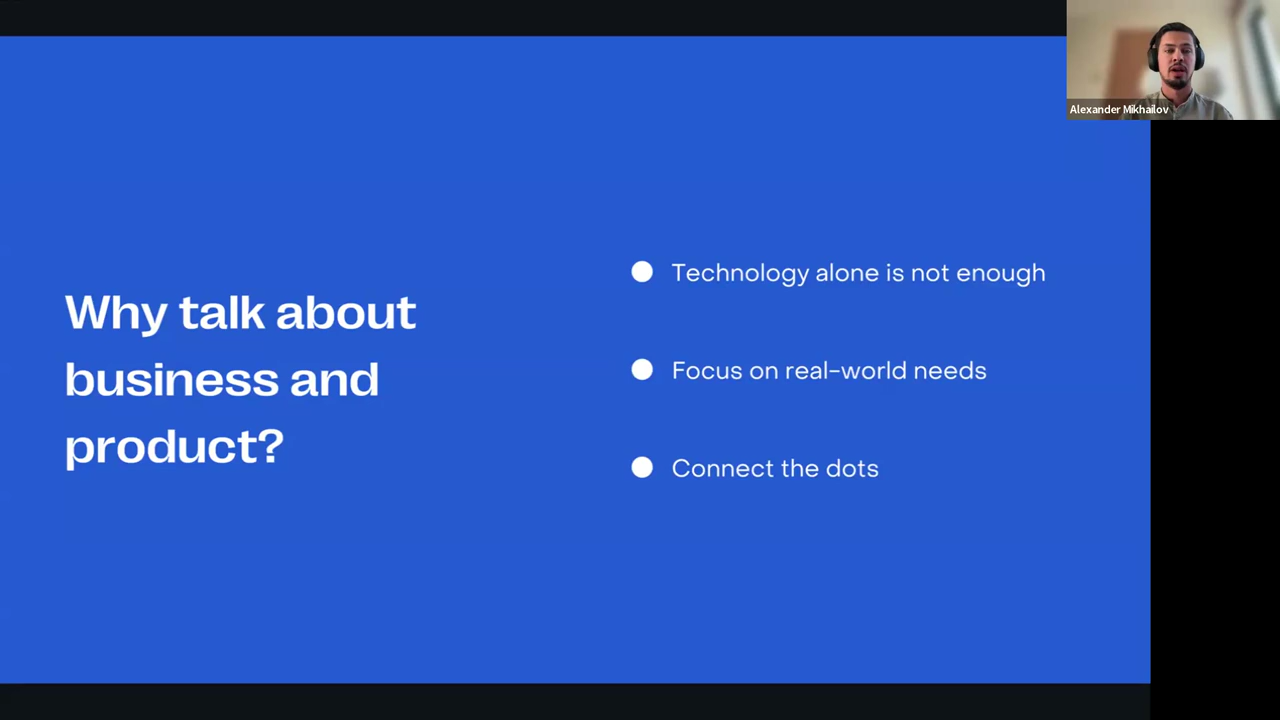 Alexander Mikhailov
Why talk about
business and
product?
Technology alone is not enough
Focus on real-world needs
Connect the dots